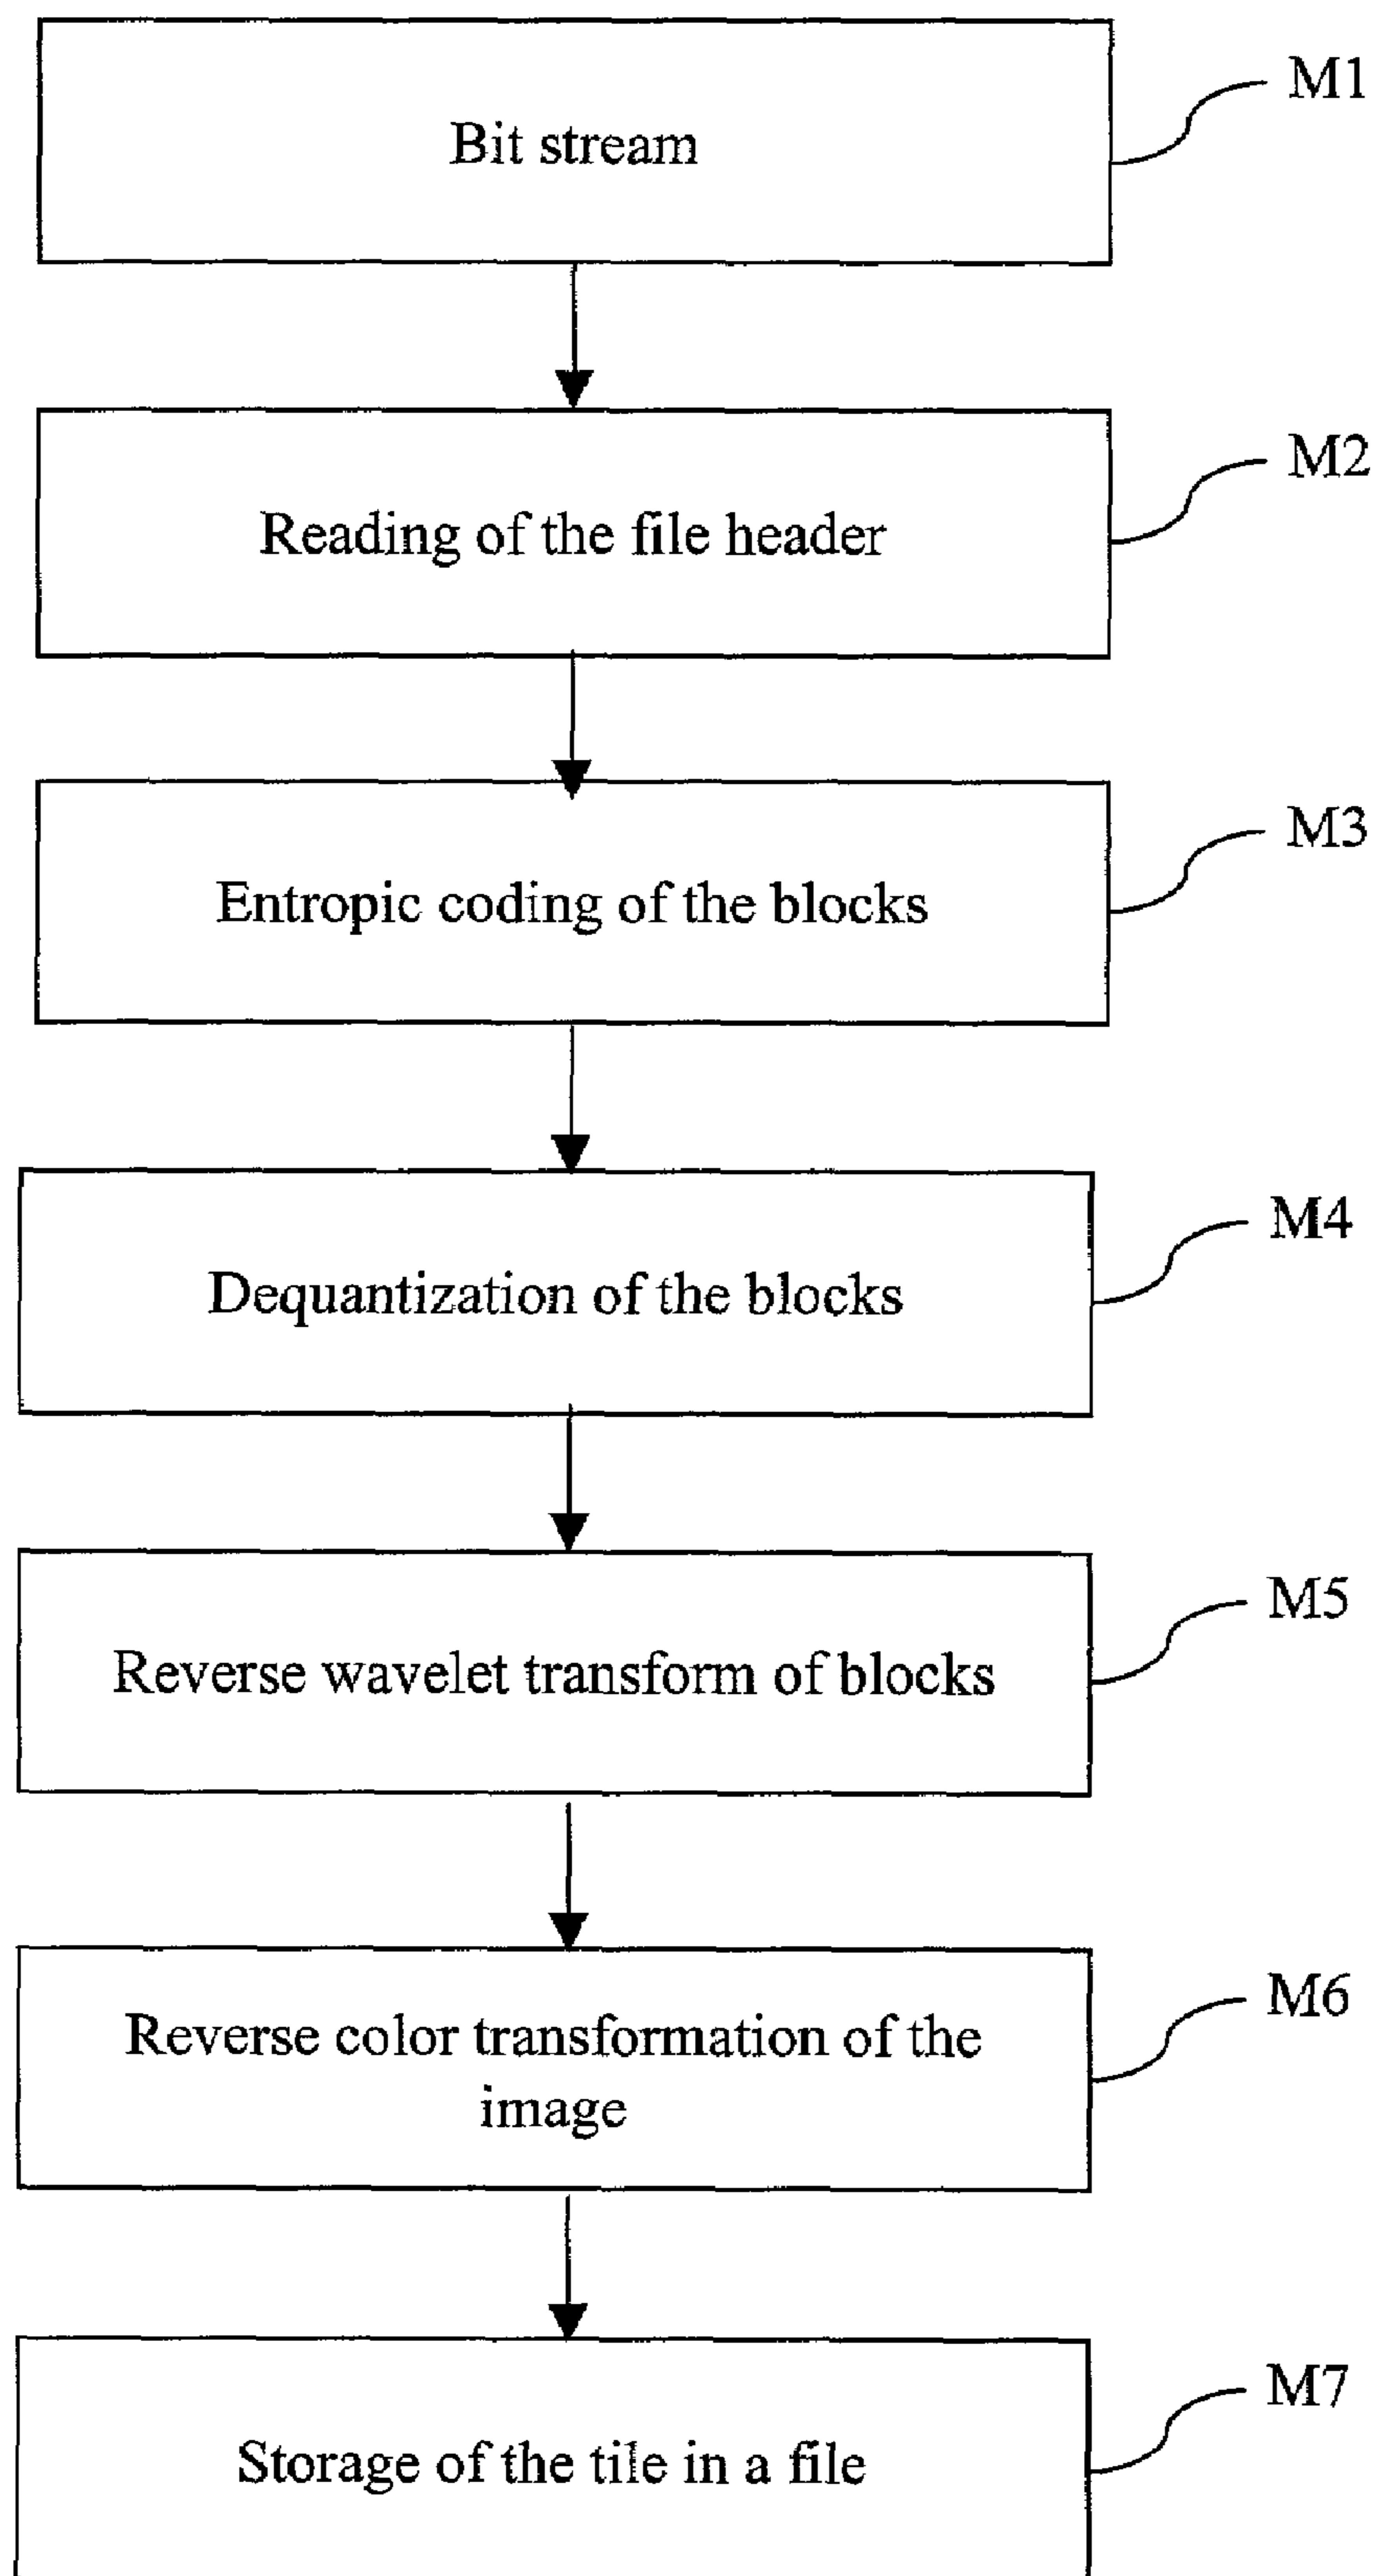 Bit stream
M1
Reading of the file header
M2
Entropic coding of the blocks
M3
Dequantization of the blocks
M4
Reverse wavelet transform of blocks
M5
Reverse color transformation of the
image
M6
Storage of the tile in a file
M7